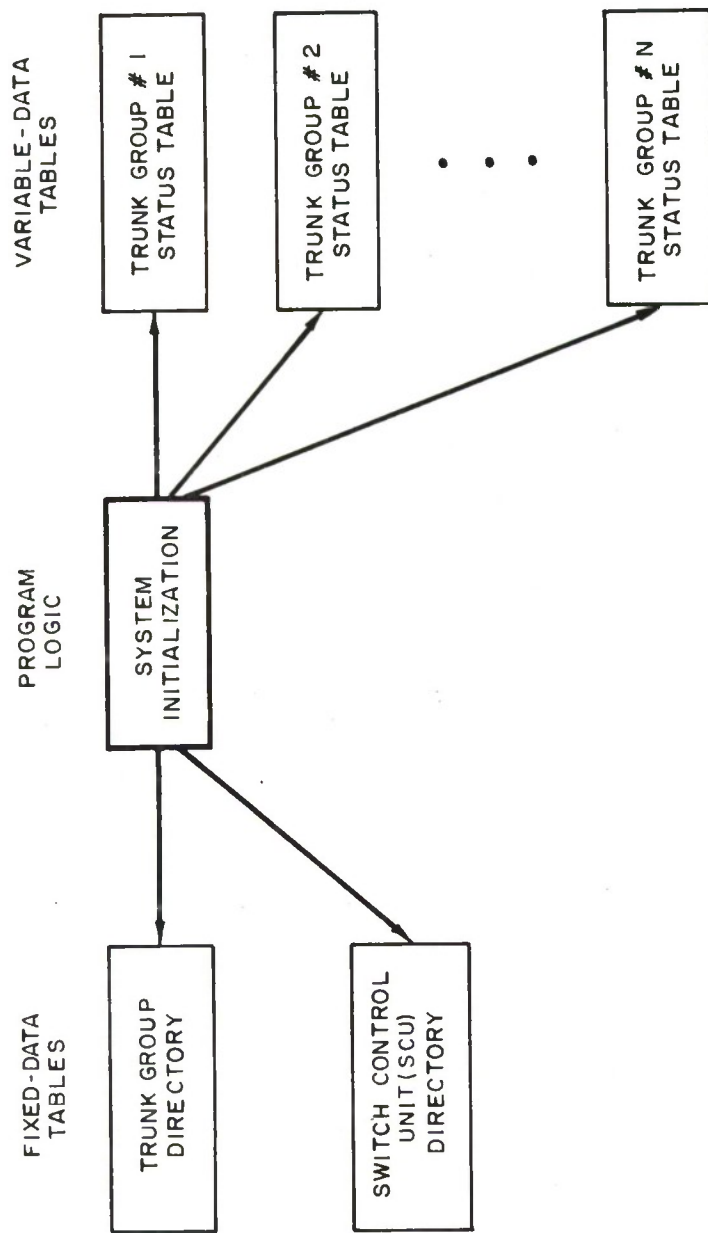 FIXED-DATA
TABLES
PROGRAM
LOGIC
VARIABLE-DATA
TABLES
TRUNK GROUP
DIRECTORY
SYSTEM
INITIALIZATION
TRUNK GROUP # 1
STATUS TABLE
SWITCH CONTROL
UNIT(SCU)
DIRECTORY
TRUNK GROUP # 2
STATUS TABLE
TRUNK GROUP # N
STATUS TABLE